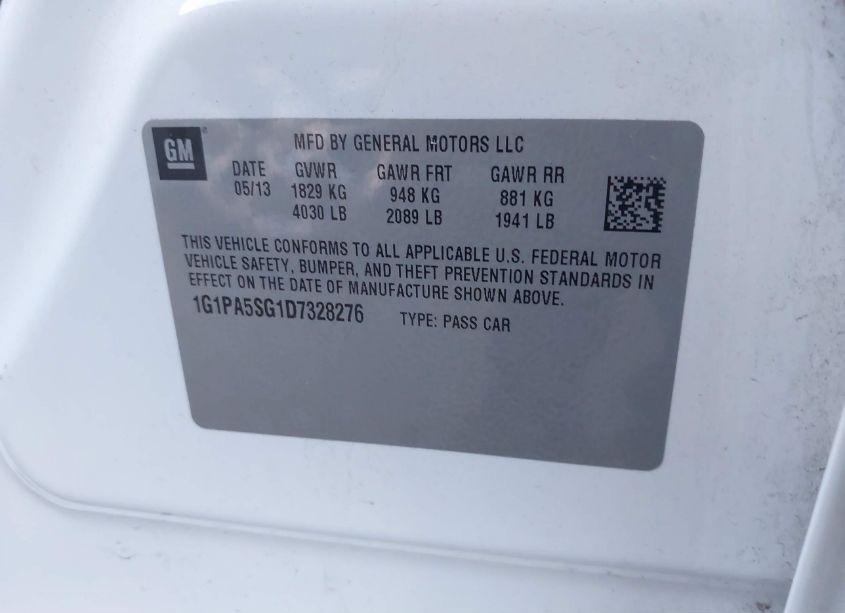 GM
MFD BY GENERAL MOTORS LLC
DATE GVWR GAWR FRT GAWR RR
05/13 1829 KG 948 KG 881 KG
4030 LB 2089 LB 1941 LB
THIS VEHICLE CONFORMS TO ALL APPLICABLE U.S. FEDERAL MOTOR
VEHICLE SAFETY, BUMPER, AND THEFT PREVENTION STANDARDS IN
EFFECT ON THE DATE OF MANUFACTURE SHOWN ABOVE.
1G1PA5SG1D7328276 TYPE: PASS CAR